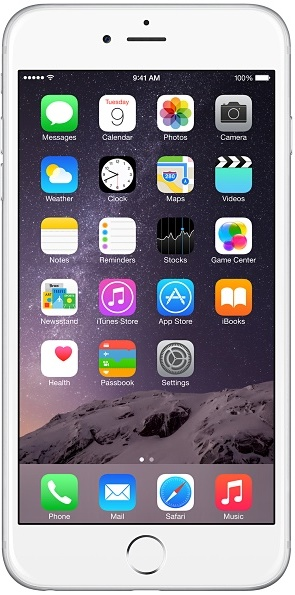 9:41 AM 100%
Tuesday
9
280
Messages Calendar Photos Camera
Weather Clock Maps Videos
Notes Reminders Stocks Game Center
Newsstand iTunes Store App Store iBooks
Health Passbook Settings
Phone Mail Safari Music